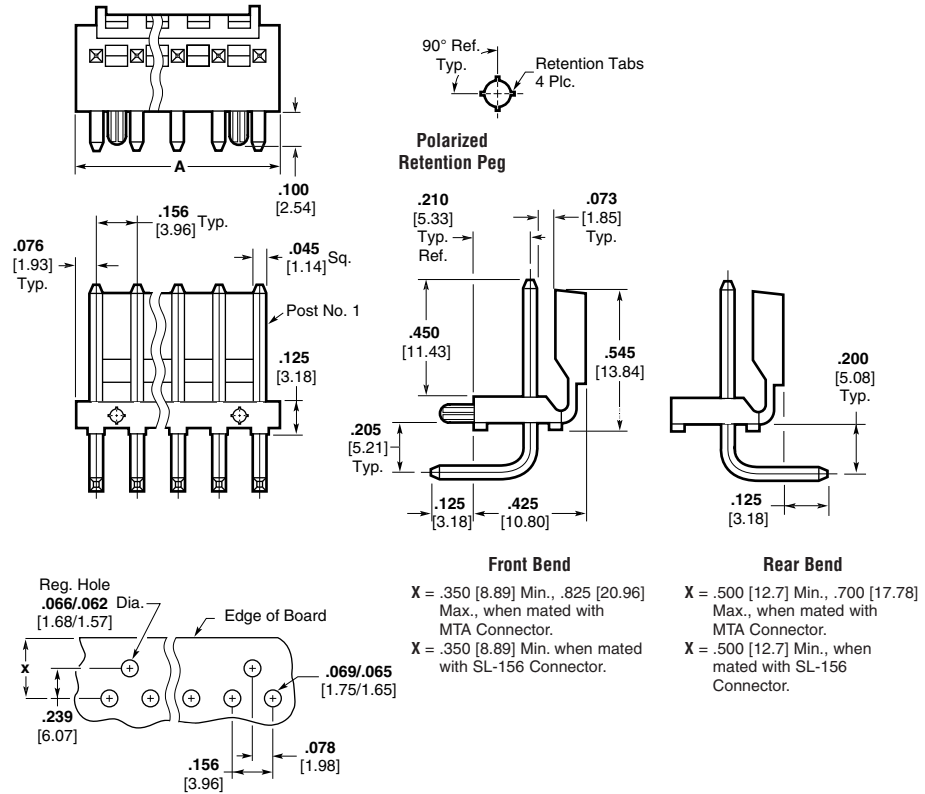 90° Ref.
Typ.
Retention Tabs
4 Plc.
Polarized
Retention Peg
A
.100
[2.54]
.156
[3.96] Typ.
.076
[1.93]
Typ.
.045
[1.14] Sq.
Post No. 1
.125
[3.18]
.210
[5.33]
Typ.
Ref.
.073
[1.85]
Typ.
.450
[11.43]
.545
[13.84]
.205
[5.21]
Typ.
.125
[3.18]
.425
[10.80]
.200
[5.08]
Typ.
.125
[3.18]
Front Bend
X = .350 [8.89] Min., .825 [20.96]
Max., when mated with
MTA Connector.
X = .350 [8.89] Min. when mated
with SL-156 Connector.
Rear Bend
X = .500 [12.7] Min., .700 [17.78]
Max., when mated with
MTA Connector.
X = .500 [12.7] Min., when
mated with SL-156
Connector.
Reg. Hole
.066/.062 Dia.
[1.68/1.57]
Edge of Board
x
.069/.065
[1.75/1.65]
.239
[6.07]
.078
[1.98]
.156
[3.96]